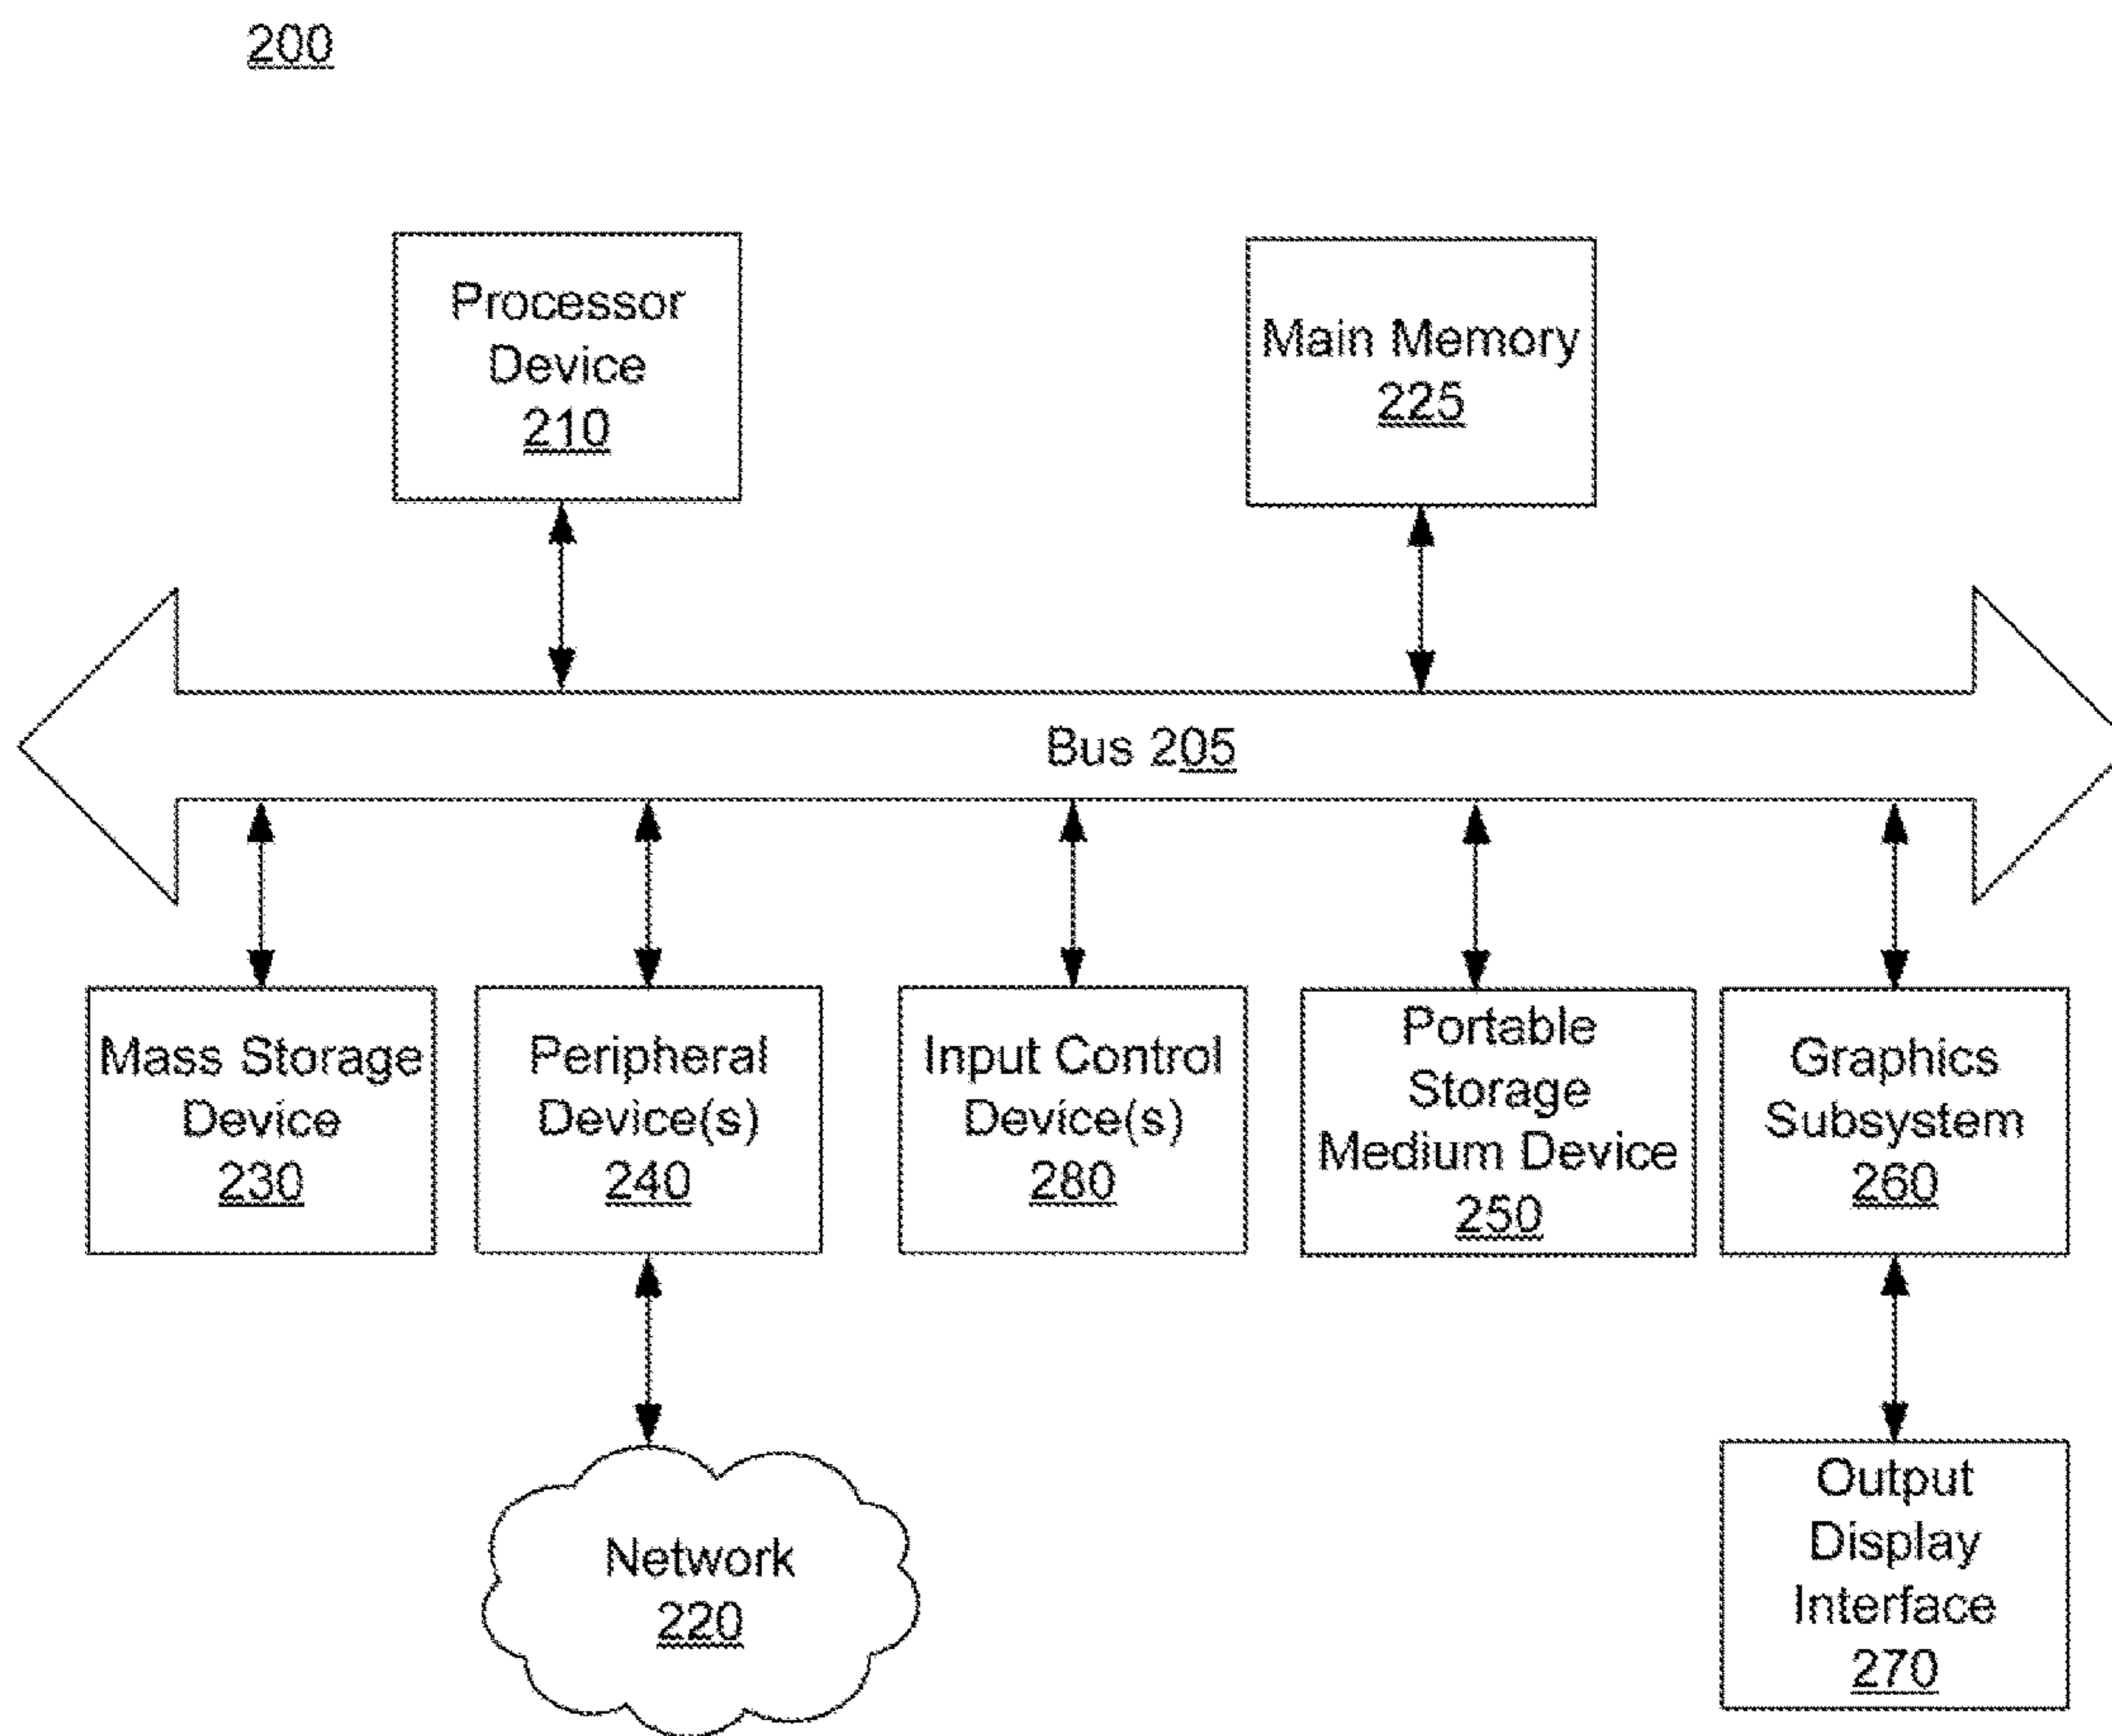 200
Processor
Device
210
Main Memory
225
Bus 205
Mass Storage
Device
230
Peripheral
Device(s)
240
Input Control
Device(s)
280
Portable
Storage
Medium Device
250
Graphics
Subsystem
260
Network
220
Output
Display
Interface
270